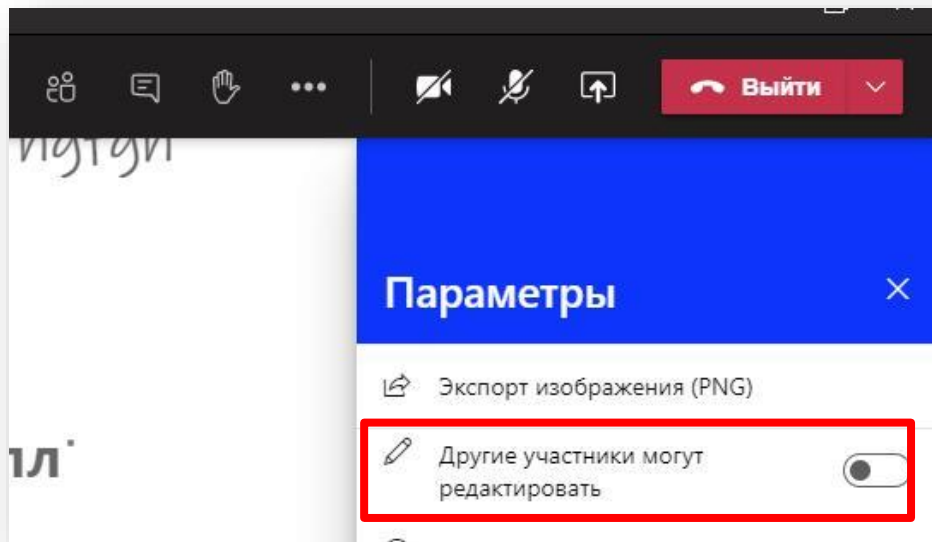 Выйти
Параметры
Экспорт изображения (PNG)
Другие участники могут
редактировать